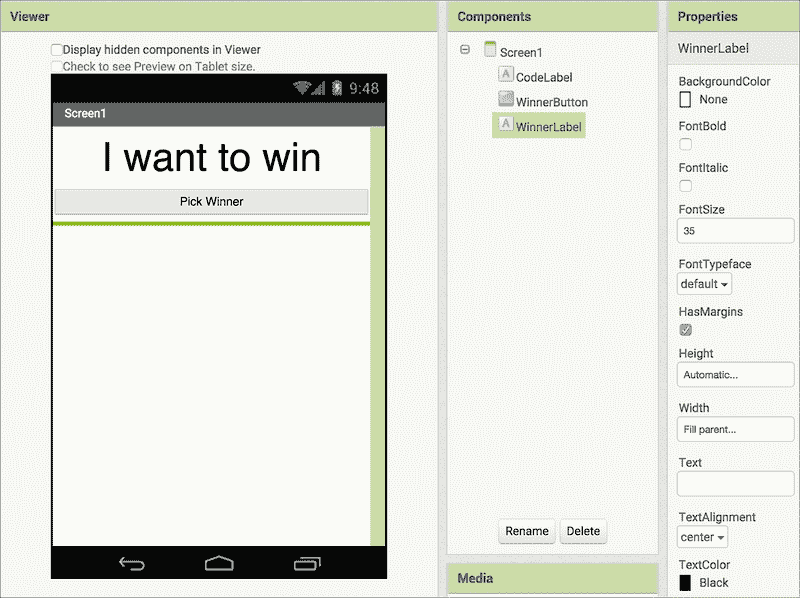 Viewer
Display hidden components in Viewer
Check to see Preview on Tablet size.
9:48
Screen1
I want to win
Pick Winner
Components
Screen1
A CodeLabel
WinnerButton
A WinnerLabel
Rename Delete
Media
Properties
WinnerLabel
BackgroundColor
None
FontBold
FontItalic
FontSize
35
FontTypeface
default
HasMargins
Height
Automatic...
Width
Fill parent...
Text
TextAlignment
center
TextColor
Black